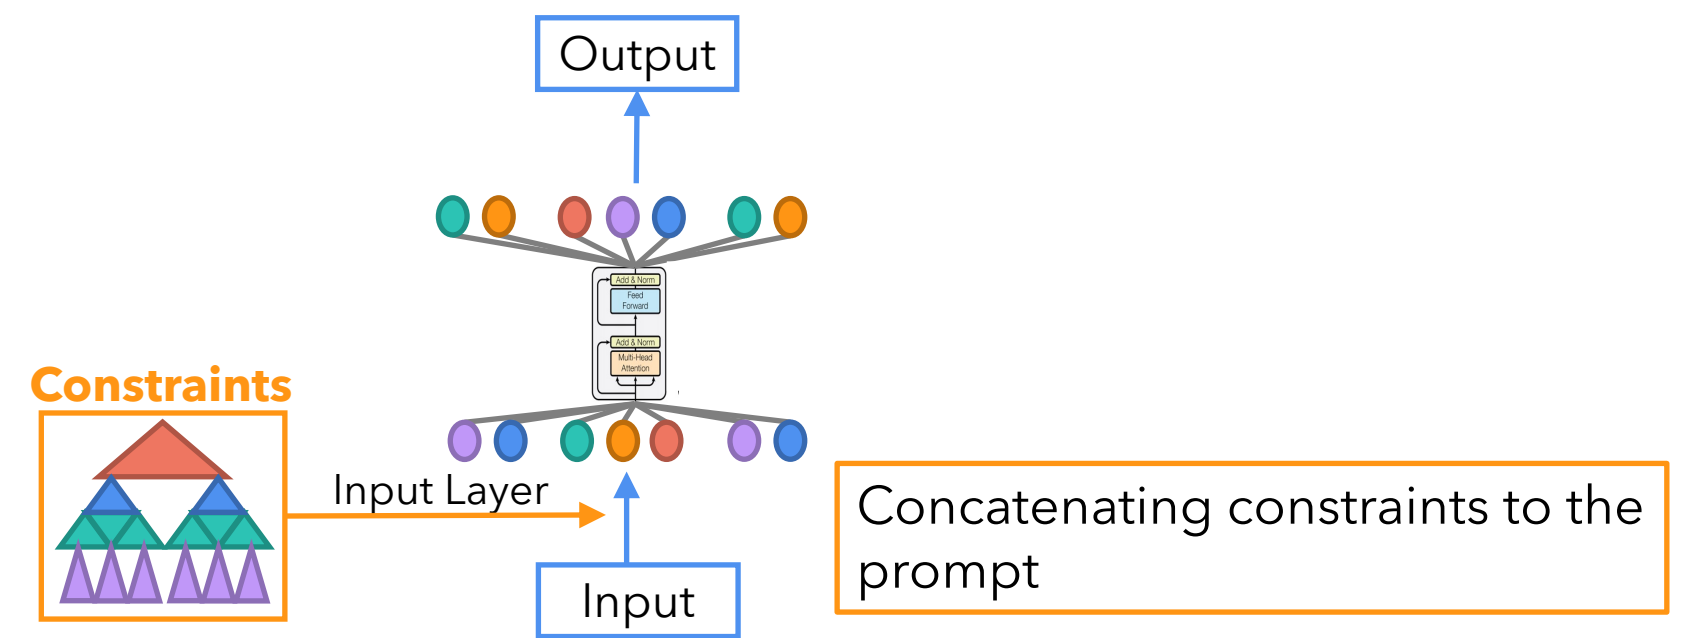 Output
Add & Norm
Feed
Forward
Add & Norm
Multi-Head
Attention
Constraints
Input Layer
Input
Concatenating constraints to the
prompt